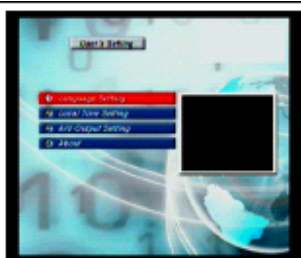 User's Setting
Language Setting
Local Time Setting
A/V Output Setting
About